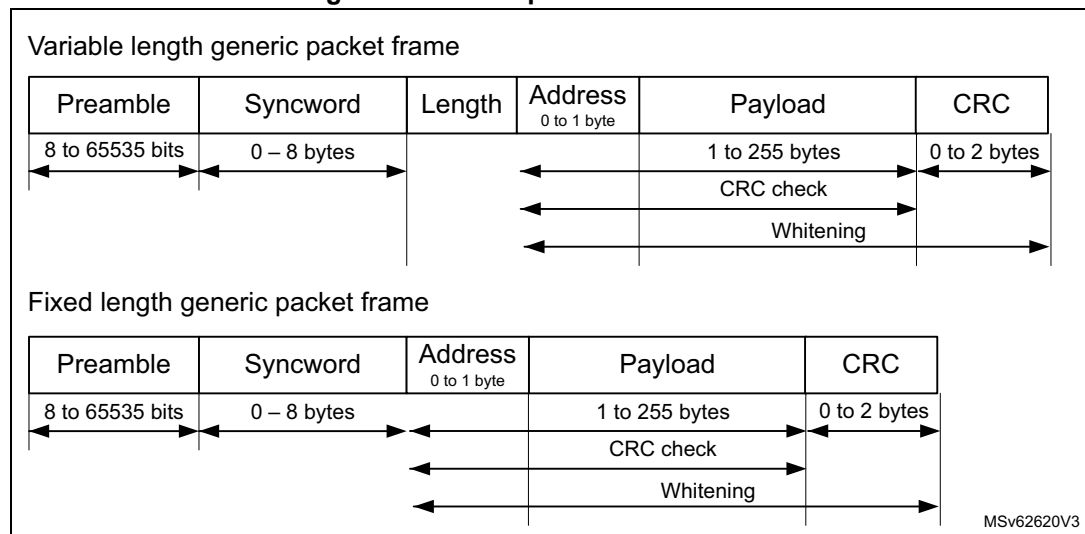 Variable length generic packet frame
Preamble Syncword Length Address Payload CRC
0 to 1 byte
8 to 65535 bits 0 – 8 bytes 1 to 255 bytes 0 to 2 bytes
CRC check
Whitening
Fixed length generic packet frame
Preamble Syncword Address Payload CRC
0 to 1 byte
8 to 65535 bits 0 – 8 bytes 1 to 255 bytes 0 to 2 bytes
CRC check
Whitening
MSv62620V3